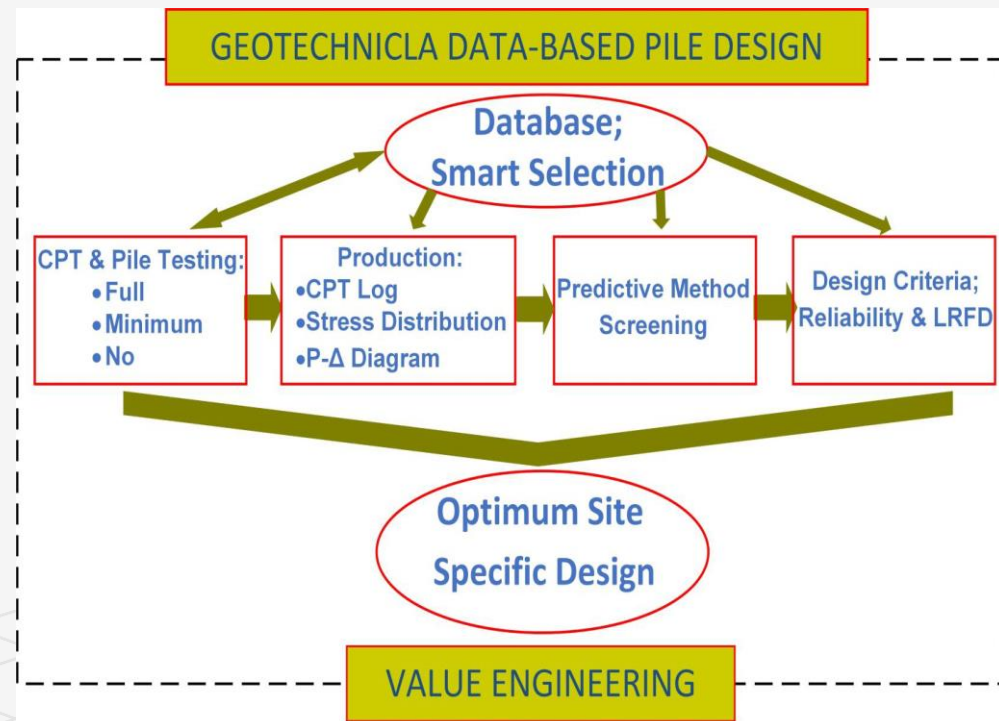 GEOTECHNICLA DATA-BASED PILE DESIGN
Database;
Smart Selection
CPT & Pile Testing:
•Full
•Minimum
•No
Production:
•CPT Log
•Stress Distribution
•P-Δ Diagram
Predictive Method
Screening
Design Criteria;
Reliability & LRFD
Optimum Site
Specific Design
VALUE ENGINEERING